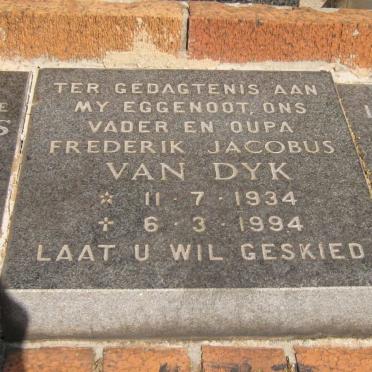 TER GEDAGTENIS AAN
MY EGGENOOT, ONS
VADER EN OUPA
FREDERIK JACOBUS
VAN DYK
☆ 11 · 7 · 1934
✝ 6 · 3 · 1994
LAAT U WIL GESKIED